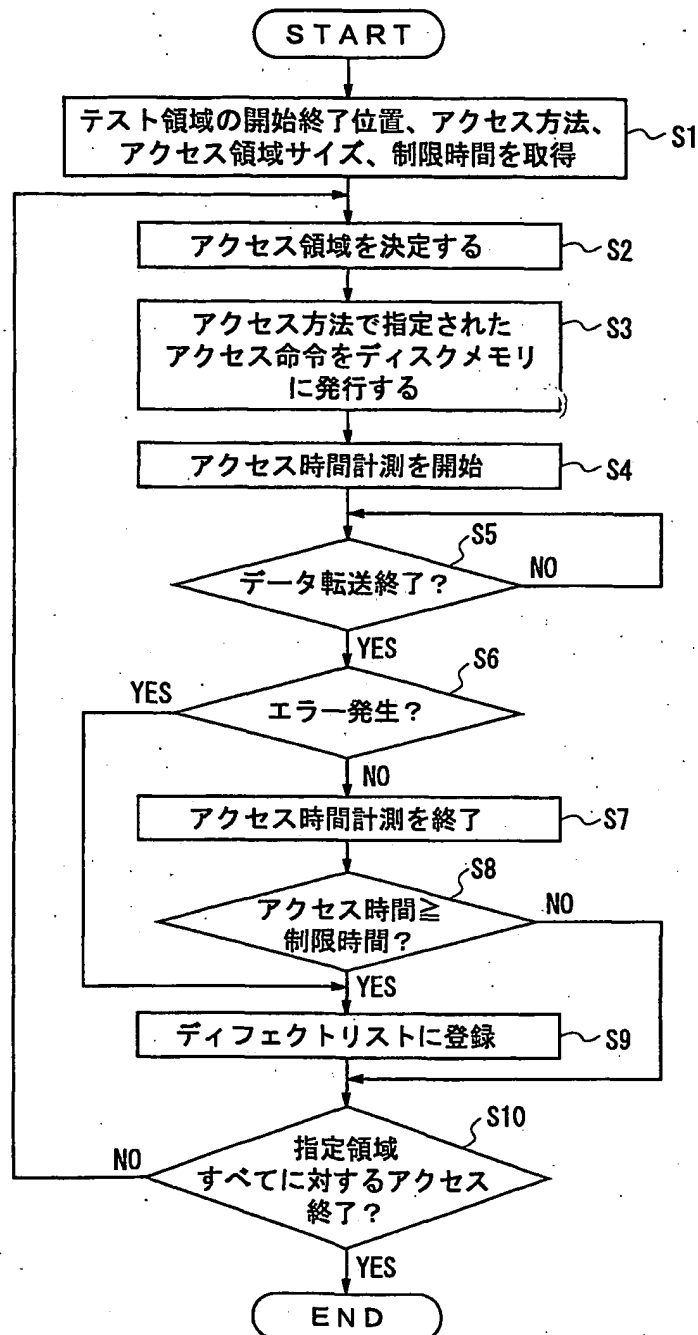 START
テスト領域の開始終了位置、アクセス方法、
アクセス領域サイズ、制限時間を取得
S1
アクセス領域を決定する
S2
アクセス方法で指定された
アクセス命令をディスクメモリ
に発行する
S3
アクセス時間計測を開始
S4
S5
データ転送終了?
NO
YES
S6
YES
エラー発生?
NO
アクセス時間計測を終了
S7
S8
アクセス時間≧
制限時間?
NO
YES
ディフェクトリストに登録
S9
S10
指定領域
すべてに対するアクセス
終了?
NO
YES
END